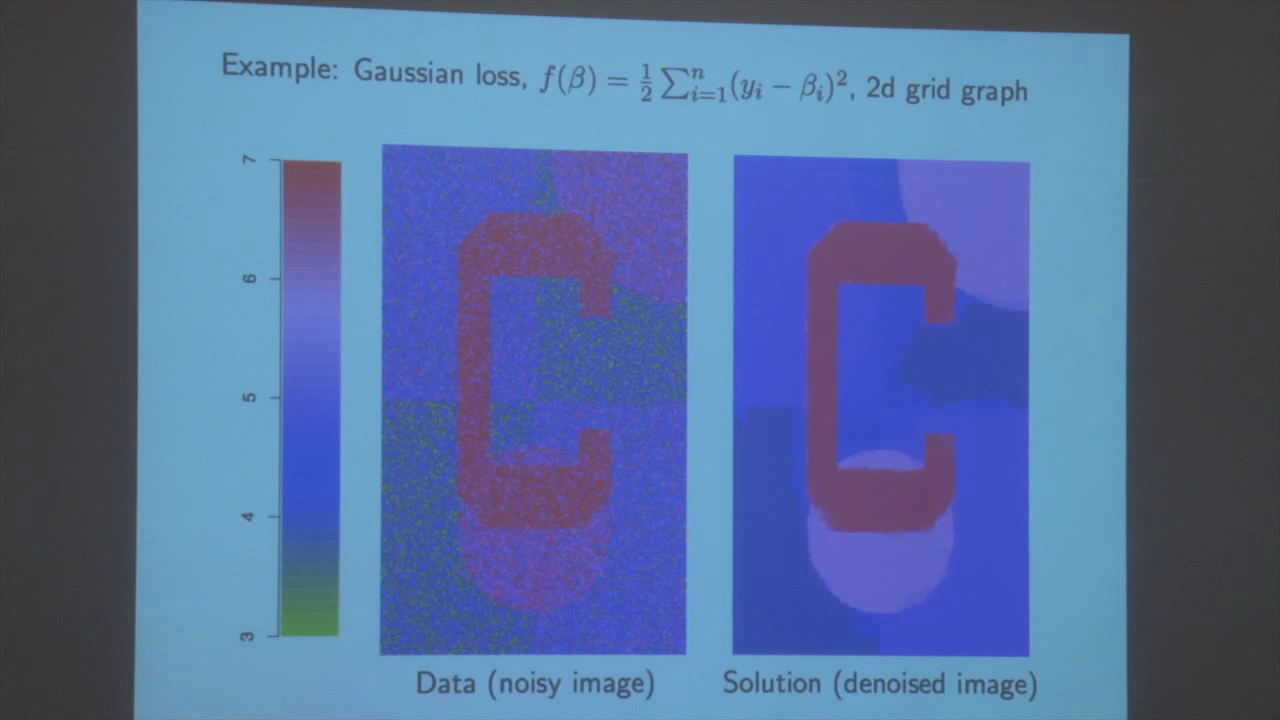 Example: Gaussian loss, f(β) = 1/2 ∑ⁿᵢ₌₁(yᵢ − βᵢ)², 2d grid graph
7
6
5
4
3
Data (noisy image)
Solution (denoised image)